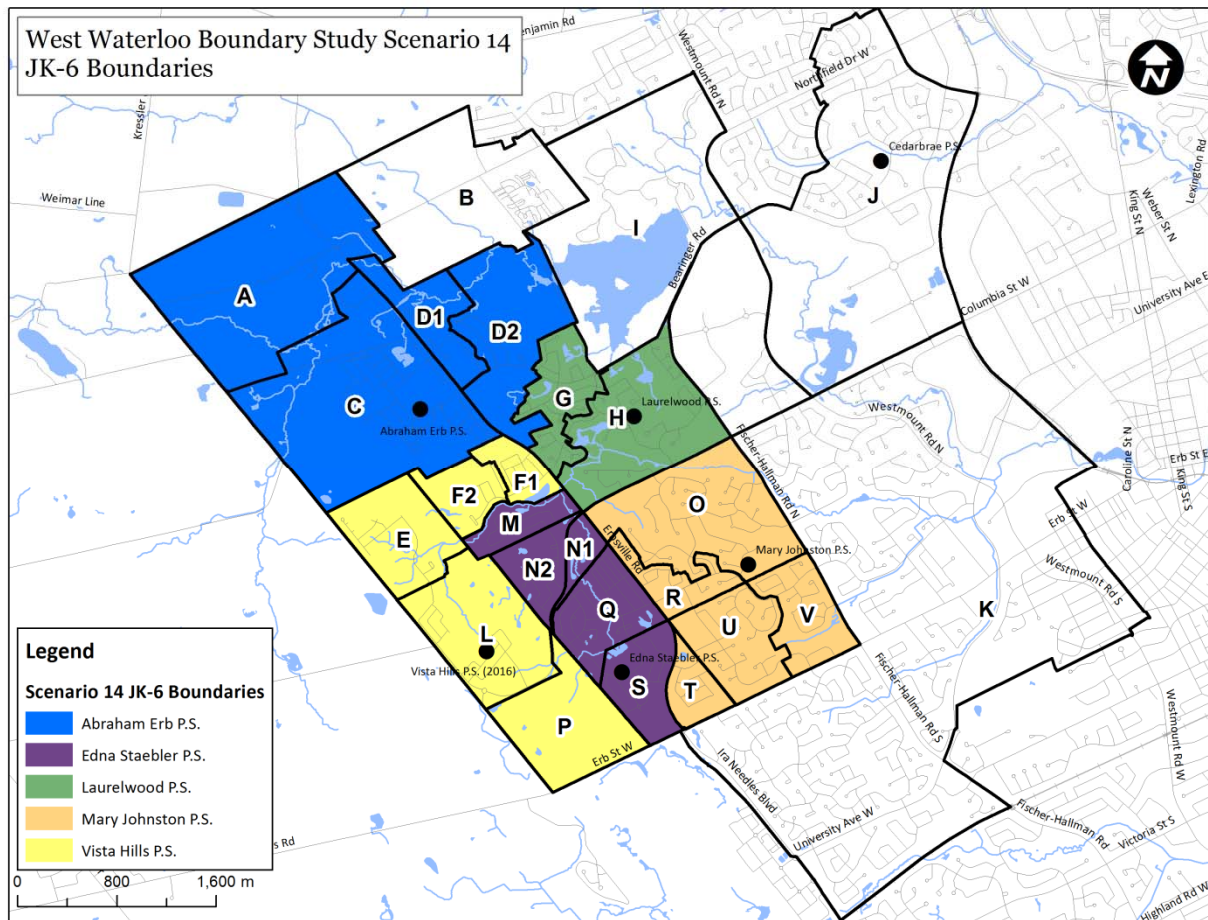 West Waterloo Boundary Study Scenario 14
JK-6 Boundaries
enjamin Rd
Westmount Rd N
Northfield Dr W
N
Kressler
Cedarbrae P.S.
Lexington Rd
Weimar Line
B
J
I
Weber St N
King St N
Bearinger Rd
A
D1
D2
Columbia St W
University Ave E
C
G
H
Laurelwood P.S.
Abraham Erb P.S.
Westmount Rd N
Fischer-Hallman Rd N
Caroline St N
Erb St E
King St S
F1
F2
O
Erb St W
M
E
N1
Erbsville Rd
N2
Mary Johnston P.S.
Westmount Rd S
R
Q
K
U
V
L
Vista Hills P.S. (2016)
Edna Staebler P.S.
S
T
Fischer-Hallman Rd S
P
Erb St W
Westmount Rd W
Ira Needles Blvd
University Ave W
Fischer-Hallman Rd
Victoria St S
s Rd
Highland Rd W
Legend
Scenario 14 JK-6 Boundaries
Abraham Erb P.S.
Edna Staebler P.S.
Laurelwood P.S.
Mary Johnston P.S.
Vista Hills P.S.
0 800 1,600 m